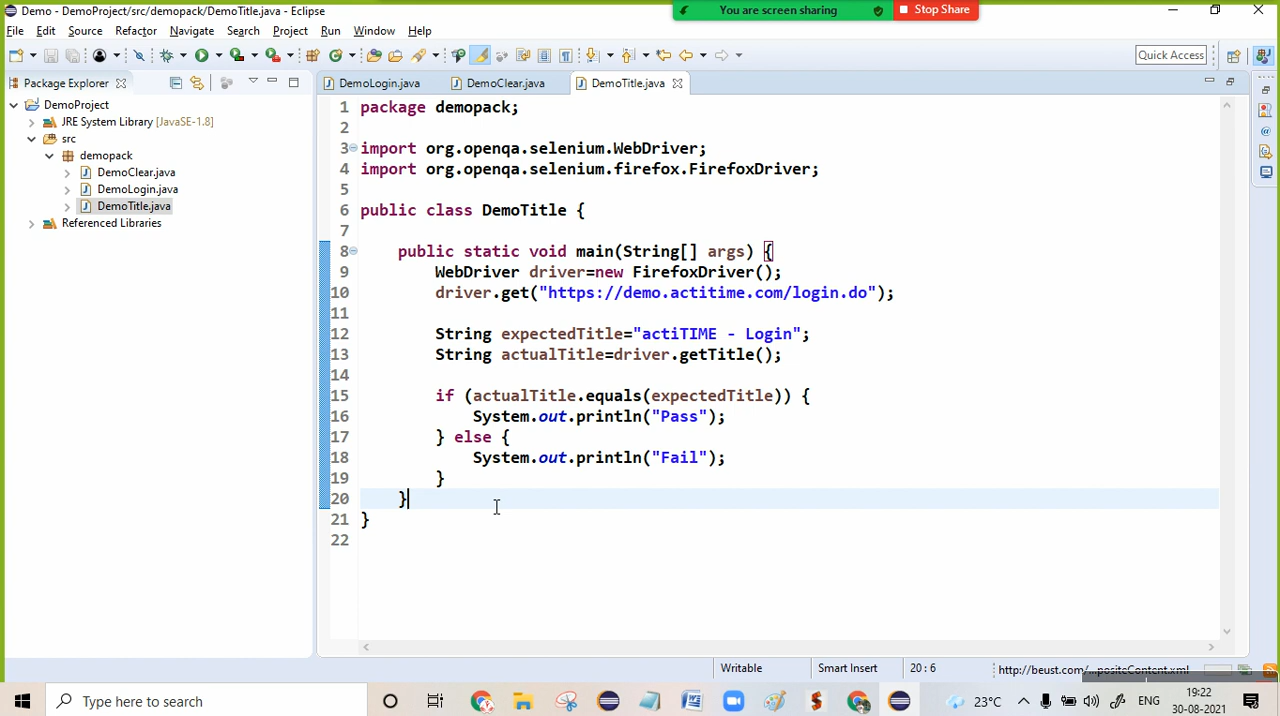 Demo - DemoProject/src/demopack/DemoTitle.java - Eclipse
You are screen sharing
Stop Share
File Edit Source Refactor Navigate Search Project Run Window Help
Quick Access
Package Explorer
DemoLogin.java
DemoClear.java
DemoTitle.java
DemoProject
JRE System Library [JavaSE-1.8]
src
demopack
DemoClear.java
DemoLogin.java
DemoTitle.java
Referenced Libraries
1 package demopack;
2
3 import org.openqa.selenium.WebDriver;
4 import org.openqa.selenium.firefox.FirefoxDriver;
5
6 public class DemoTitle {
7
8 public static void main(String[] args) {
9 WebDriver driver=new FirefoxDriver();
10 driver.get("https://demo.actitime.com/login.do");
11
12 String expectedTitle="actiTIME - Login";
13 String actualTitle=driver.getTitle();
14
15 if (actualTitle.equals(expectedTitle)) {
16 System.out.println("Pass");
17 } else {
18 System.out.println("Fail");
19 }
20 }
21 }
22
Writable
Smart Insert
20 : 6
http://beust.com/...positeContent.xml
Type here to search
23°C
ENG
19:22
30-08-2021